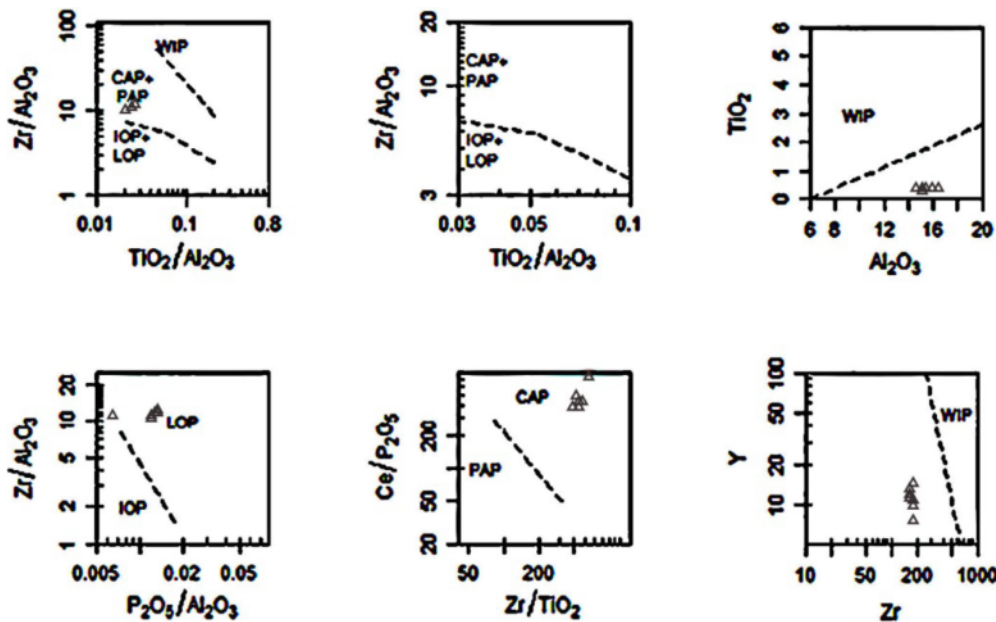 100
10
1
Zr/Al₂O₃
WIP
CAP+
PAP
IOP+
LOP
0.01
0.1
0.8
TiO₂/Al₂O₃
20
10
3
Zr/Al₂O₃
CAP+
PAP
IOP+
LOP
0.03
0.05
0.1
TiO₂/Al₂O₃
6
5
4
3
2
1
0
TiO₂
WIP
6
8
12
16
20
Al₂O₃
20
10
5
2
1
Zr/Al₂O₃
LOP
IOP
0.005
0.02
0.05
P₂O₅/Al₂O₃
200
50
20
Ce/P₂O₅
CAP
PAP
50
200
Zr/TiO₂
100
50
20
10
Y
WIP
10
50
200
1000
Zr